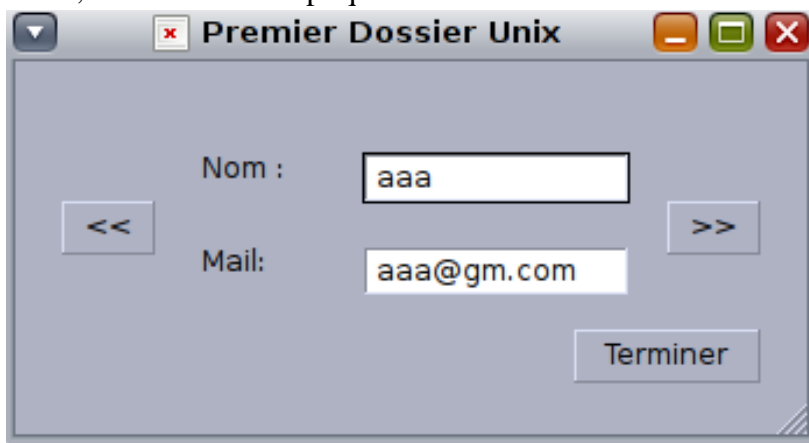 Premier Dossier Unix
Nom :
aaa
<<
>>
Mail:
aaa@gm.com
Terminer